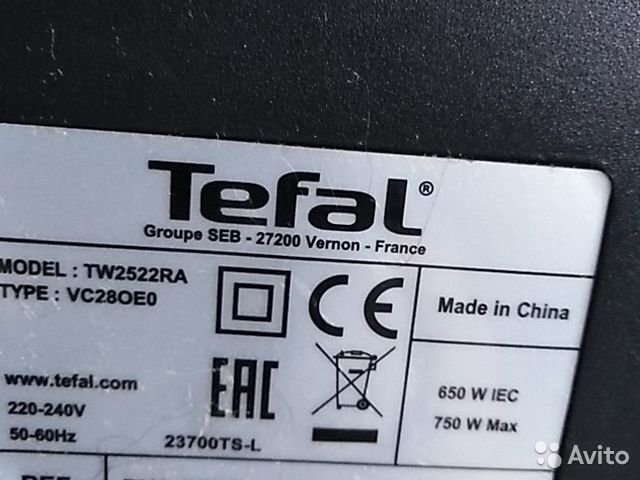 Tefal®
Groupe SEB - 27200 Vernon - France
MODEL : TW2522RA
TYPE : VC28OE0
CE
Made in China
www.tefal.com
220-240V
50-60Hz
EAC
23700TS-L
650 W IEC
750 W Max
Avito